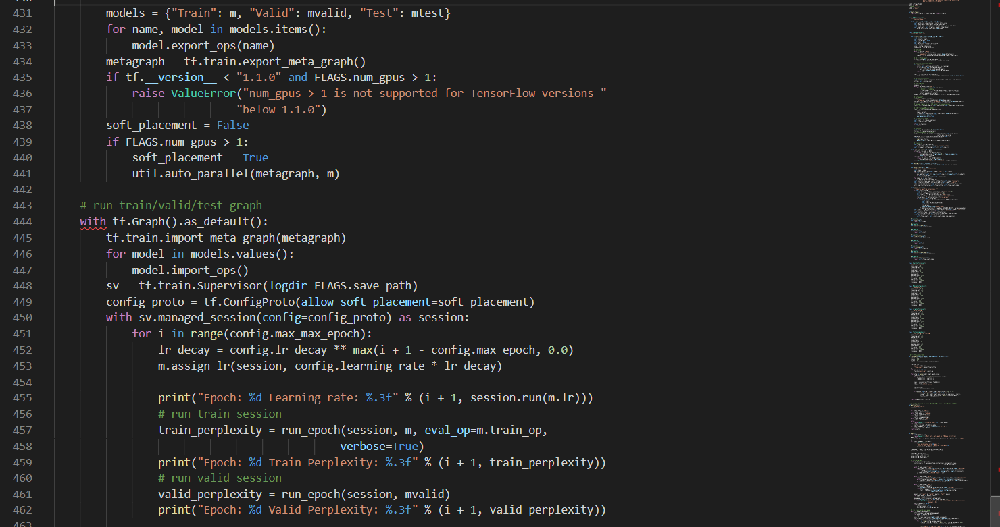 431 models = {"Train": m, "Valid": mvalid, "Test": mtest}
432 for name, model in models.items():
433 model.export_ops(name)
434 metagraph = tf.train.export_meta_graph()
435 if tf.__version__ < "1.1.0" and FLAGS.num_gpus > 1:
436 raise ValueError("num_gpus > 1 is not supported for TensorFlow versions "
437 "below 1.1.0")
438 soft_placement = False
439 if FLAGS.num_gpus > 1:
440 soft_placement = True
441 util.auto_parallel(metagraph, m)
442
443 # run train/valid/test graph
444 with tf.Graph().as_default():
445 tf.train.import_meta_graph(metagraph)
446 for model in models.values():
447 model.import_ops()
448 sv = tf.train.Supervisor(logdir=FLAGS.save_path)
449 config_proto = tf.ConfigProto(allow_soft_placement=soft_placement)
450 with sv.managed_session(config=config_proto) as session:
451 for i in range(config.max_max_epoch):
452 lr_decay = config.lr_decay ** max(i + 1 - config.max_epoch, 0.0)
453 m.assign_lr(session, config.learning_rate * lr_decay)
454
455 print("Epoch: %d Learning rate: %.3f" % (i + 1, session.run(m.lr)))
456 # run train session
457 train_perplexity = run_epoch(session, m, eval_op=m.train_op,
458 verbose=True)
459 print("Epoch: %d Train Perplexity: %.3f" % (i + 1, train_perplexity))
460 # run valid session
461 valid_perplexity = run_epoch(session, mvalid)
462 print("Epoch: %d Valid Perplexity: %.3f" % (i + 1, valid_perplexity))